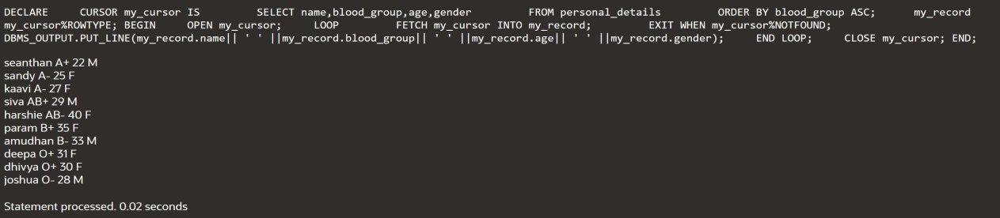 DECLARE     CURSOR my_cursor IS         SELECT name,blood_group,age,gender         FROM personal_details         ORDER BY blood_group ASC;      my_record
my_cursor%ROWTYPE; BEGIN     OPEN my_cursor;     LOOP         FETCH my_cursor INTO my_record;         EXIT WHEN my_cursor%NOTFOUND;
DBMS_OUTPUT.PUT_LINE(my_record.name|| ' ' ||my_record.blood_group|| ' ' ||my_record.age|| ' ' ||my_record.gender);     END LOOP;     CLOSE my_cursor; END;
seanthan A+ 22 M
sandy A- 25 F
kaavi A- 27 F
siva AB+ 29 M
harshie AB- 40 F
param B+ 35 F
amudhan B- 33 M
deepa O+ 31 F
dhivya O+ 30 F
joshua O- 28 M
Statement processed. 0.02 seconds